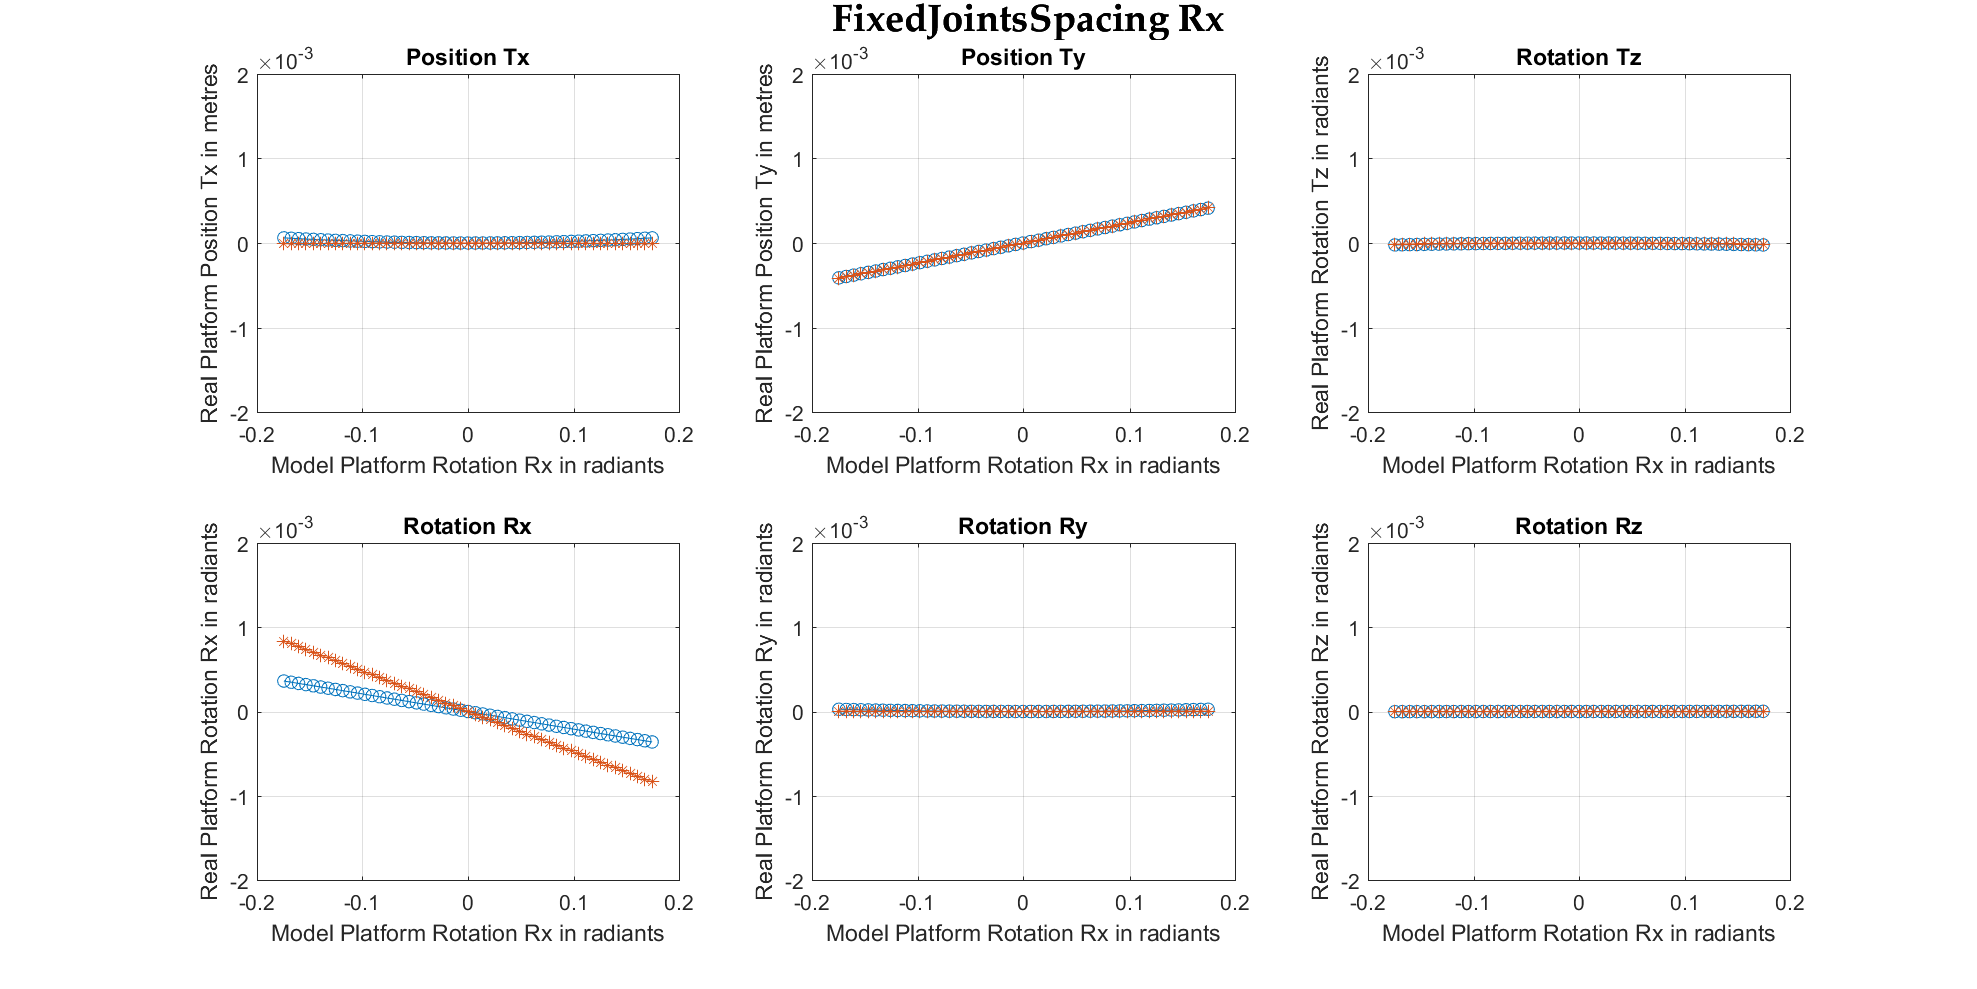 FixedJointsSpacing Rx
Position Tx
×10-3
Real Platform Position Tx in metres
2
1
0
-1
-2
-0.2 -0.1 0 0.1 0.2
Model Platform Rotation Rx in radiants
Position Ty
×10-3
Real Platform Position Ty in metres
2
1
0
-1
-2
-0.2 -0.1 0 0.1 0.2
Model Platform Rotation Rx in radiants
Rotation Tz
×10-3
Real Platform Rotation Tz in radiants
2
1
0
-1
-2
-0.2 -0.1 0 0.1 0.2
Model Platform Rotation Rx in radiants
Rotation Rx
×10-3
Real Platform Rotation Rx in radiants
2
1
0
-1
-2
-0.2 -0.1 0 0.1 0.2
Model Platform Rotation Rx in radiants
Rotation Ry
×10-3
Real Platform Rotation Ry in radiants
2
1
0
-1
-2
-0.2 -0.1 0 0.1 0.2
Model Platform Rotation Rx in radiants
Rotation Rz
×10-3
Real Platform Rotation Rz in radiants
2
1
0
-1
-2
-0.2 -0.1 0 0.1 0.2
Model Platform Rotation Rx in radiants